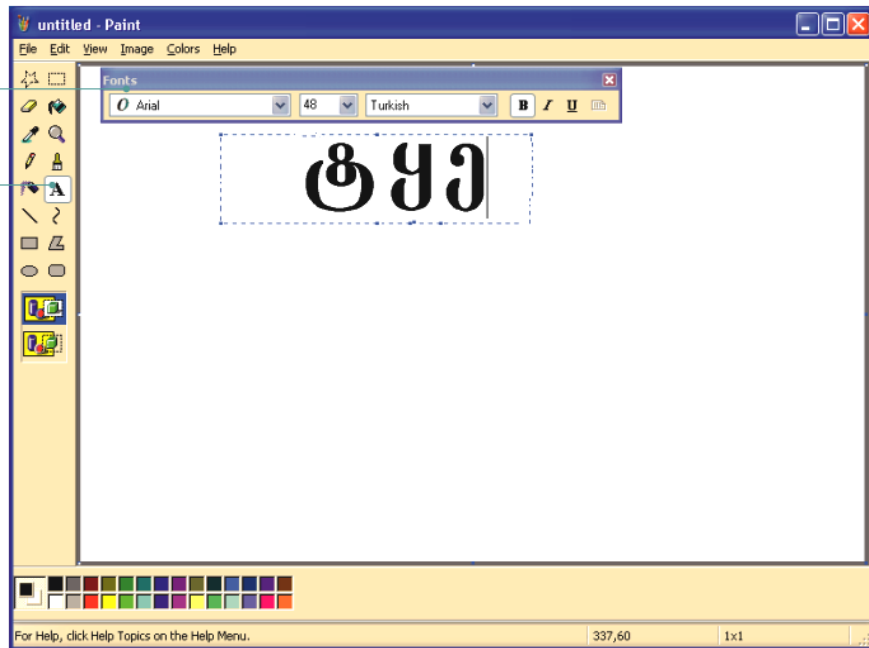 untitled - Paint
File Edit View Image Colors Help
Fonts
Arial 48 Turkish B I U
ტყე
A
For Help, click Help Topics on the Help Menu. 337,60 1x1